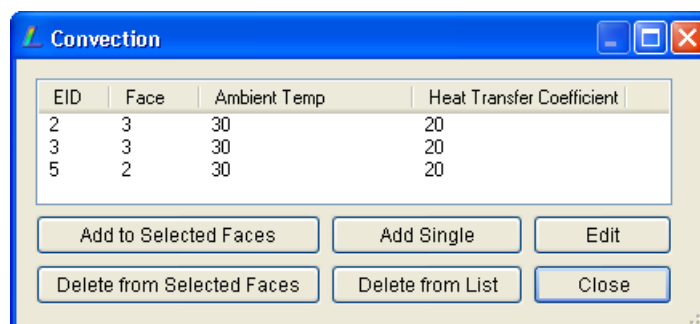 Convection
EID Face Ambient Temp Heat Transfer Coefficient
2 3 30 20
3 3 30 20
5 2 30 20
Add to Selected Faces Add Single Edit
Delete from Selected Faces Delete from List Close